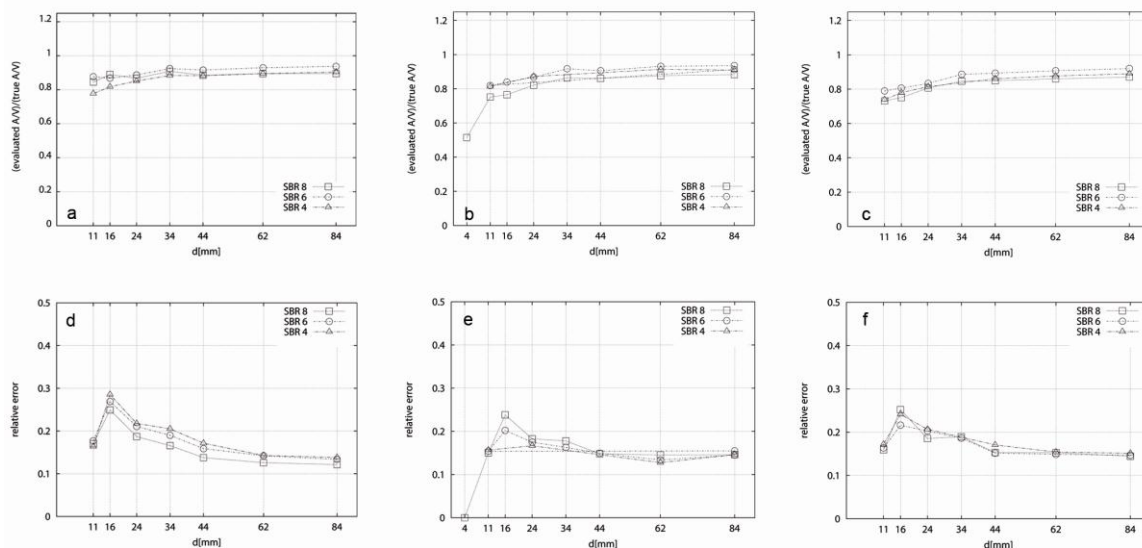 (evaluated A/V)/(true A/V)
1.2
1
0.8
0.6
0.4
0.2
0
a
SBR 8
SBR 6
SBR 4
11 16 24 34 44 62 84
d[mm]
(evaluated A/V)/(true A/V)
1.2
1
0.8
0.6
0.4
0.2
0
b
SBR 8
SBR 6
SBR 4
4 11 16 24 34 44 62 84
d[mm]
(evaluated A/V)/(true A/V)
1.2
1
0.8
0.6
0.4
0.2
0
c
SBR 8
SBR 6
SBR 4
11 16 24 34 44 62 84
d[mm]
relative error
0.5
0.4
0.3
0.2
0.1
0
d
SBR 8
SBR 6
SBR 4
11 16 24 34 44 62 84
d[mm]
relative error
0.5
0.4
0.3
0.2
0.1
0
e
SBR 8
SBR 6
SBR 4
4 11 16 24 34 44 62 84
d[mm]
relative error
0.5
0.4
0.3
0.2
0.1
0
f
SBR 8
SBR 6
SBR 4
11 16 24 34 44 62 84
d[mm]